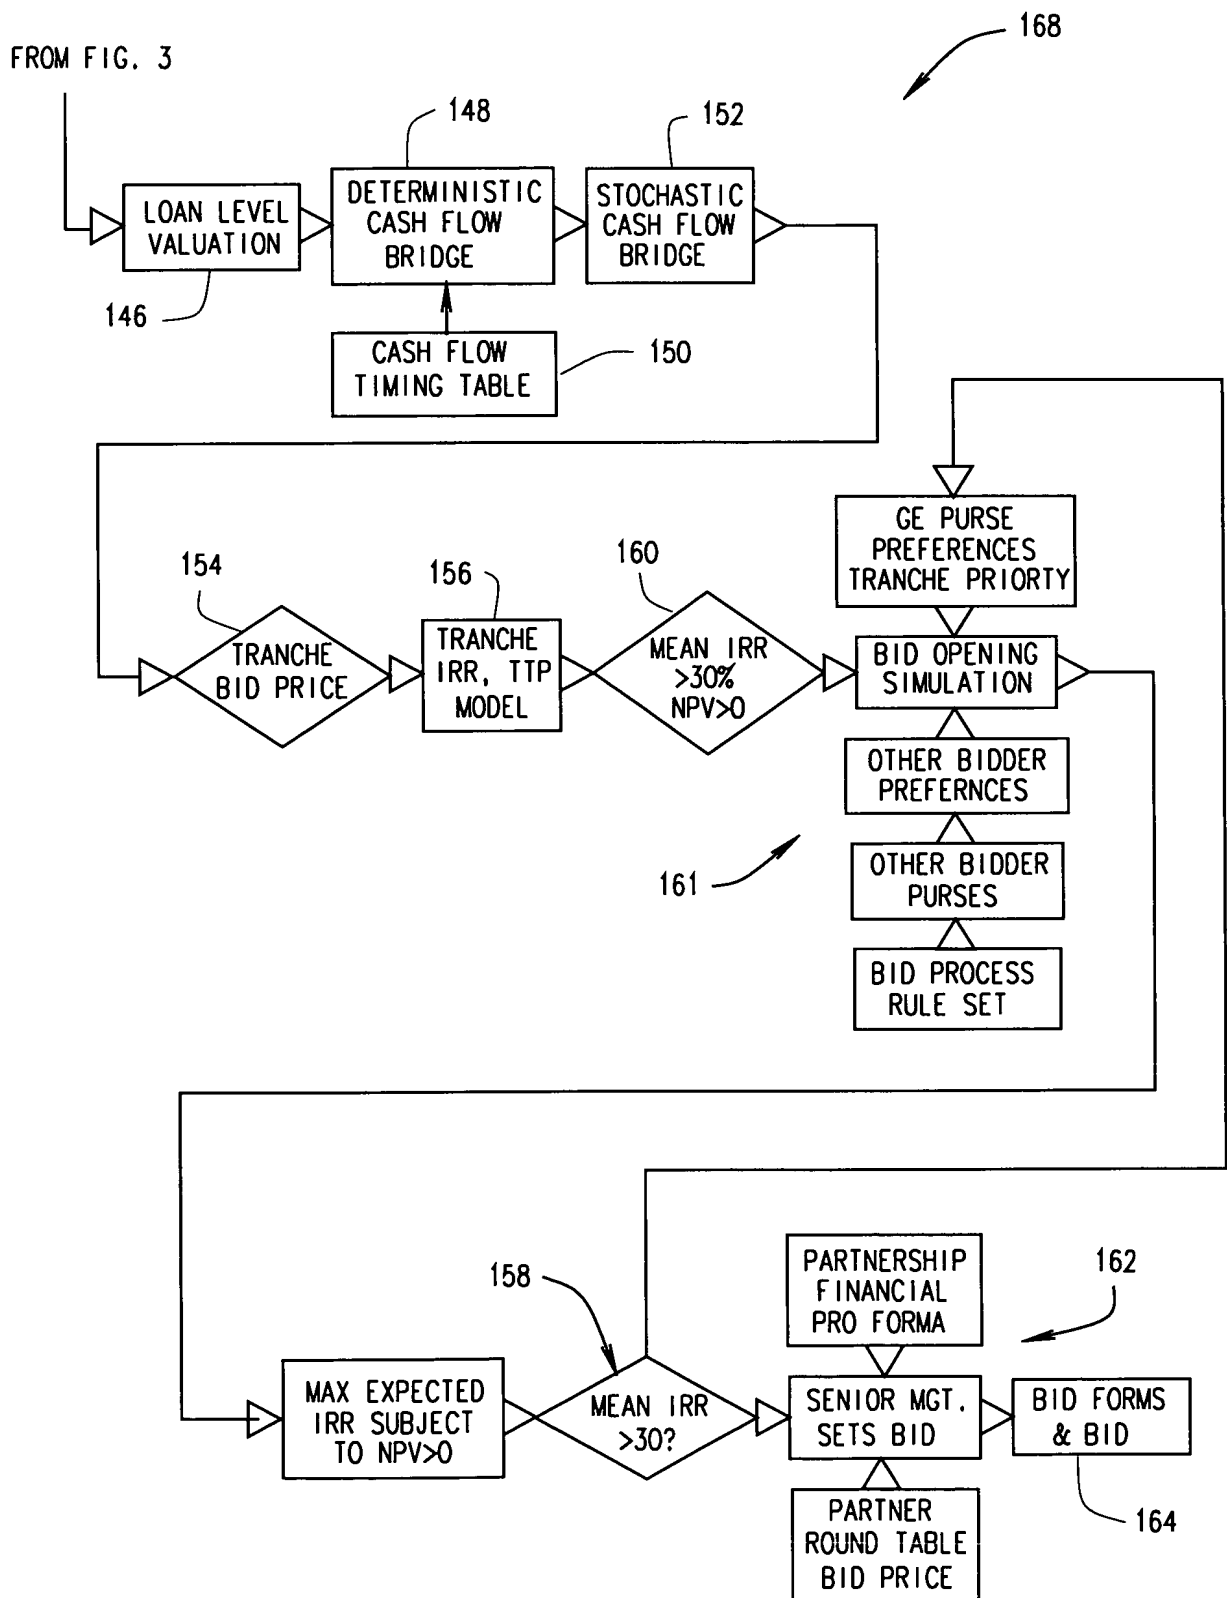 168
FROM FIG. 3
148
152
LOAN LEVEL
VALUATION
DETERMINISTIC
CASH FLOW
BRIDGE
STOCHASTIC
CASH FLOW
BRIDGE
146
CASH FLOW
TIMING TABLE
150
GE PURSE
PREFERENCES
TRANCHE PRIORTY
154
156
160
TRANCHE
BID PRICE
TRANCHE
IRR, TTP
MODEL
MEAN IRR
>30%
NPV>0
BID OPENING
SIMULATION
OTHER BIDDER
PREFERNCES
161
OTHER BIDDER
PURSES
BID PROCESS
RULE SET
158
PARTNERSHIP
FINANCIAL
PRO FORMA
162
MAX EXPECTED
IRR SUBJECT
TO NPV>0
MEAN IRR
>30?
SENIOR MGT.
SETS BID
BID FORMS
& BID
PARTNER
ROUND TABLE
BID PRICE
164